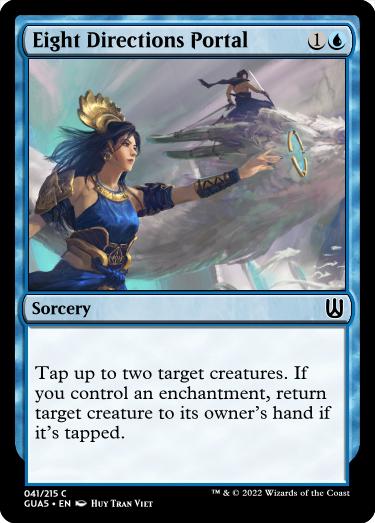 Eight Directions Portal 1
Sorcery
Tap up to two target creatures. If
you control an enchantment, return
target creature to its owner's hand if
it's tapped.
041/215 C
GUA5 • EN HUY TRAN VIET
™ & © 2022 Wizards of the Coast